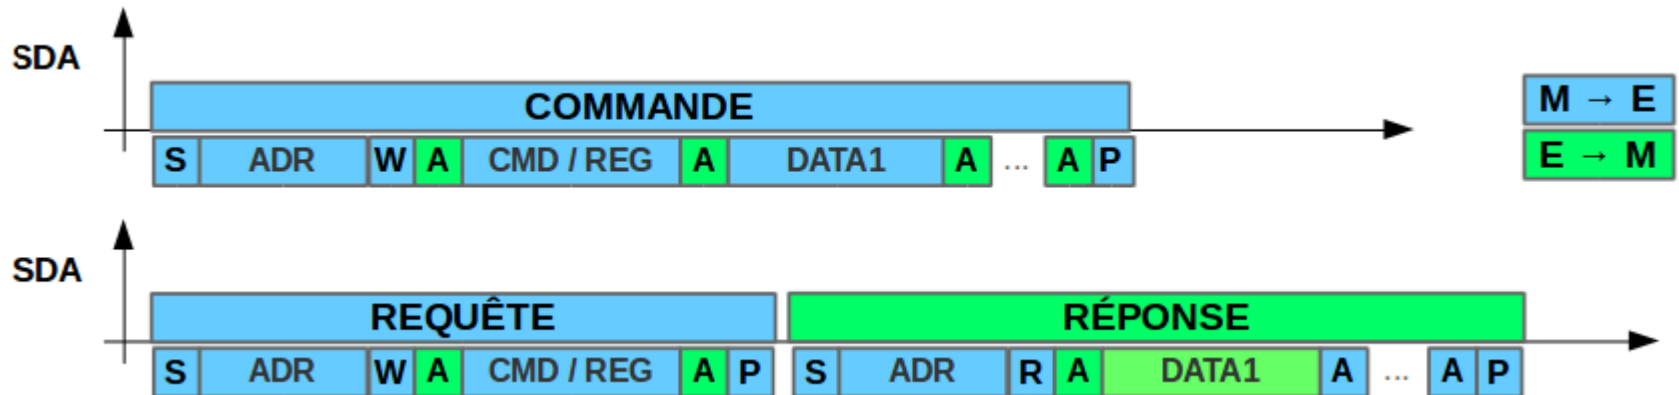 SDA
COMMANDE
M → E
S ADR W A CMD / REG A DATA1 A ... A P
E → M
SDA
REQUÊTE RÉPONSE
S ADR W A CMD / REG A P S ADR R A DATA1 A ... A P